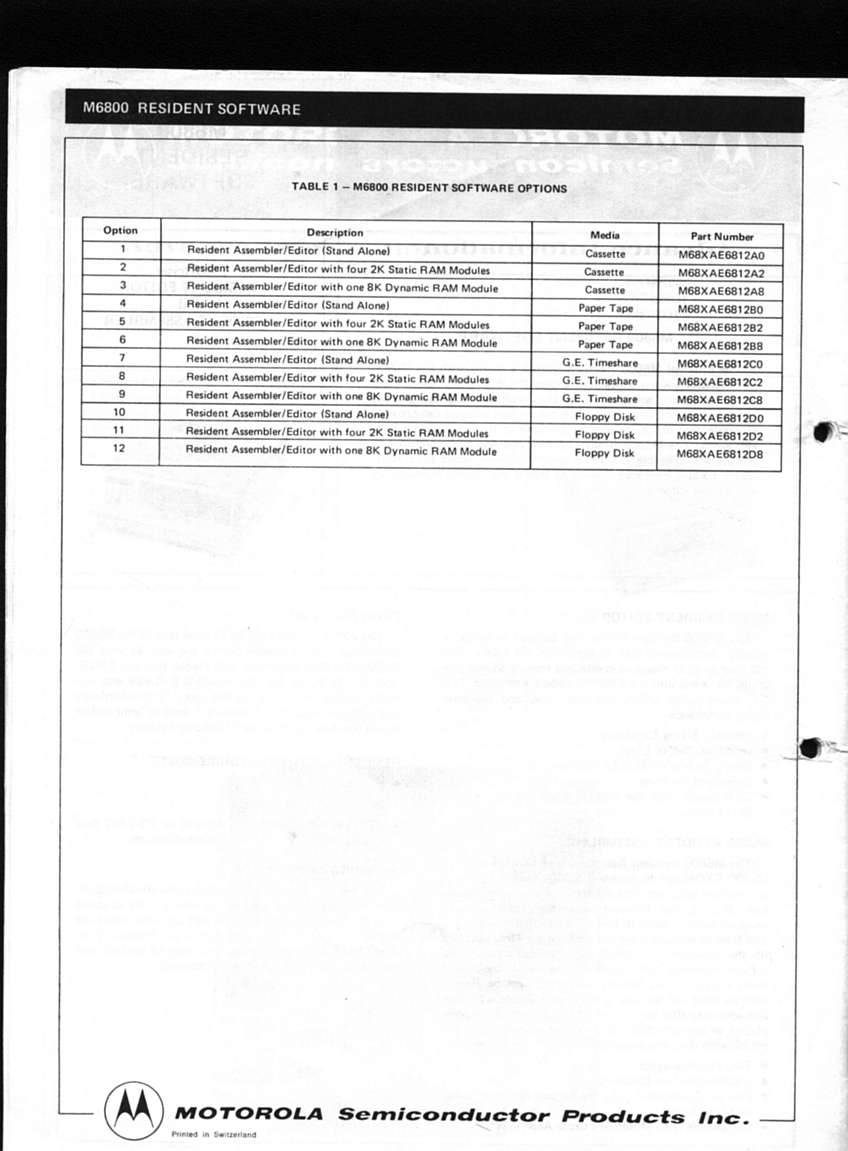 M6800 RESIDENT SOFTWARE
TABLE 1 – M6800 RESIDENT SOFTWARE OPTIONS
Option Description Media Part Number
1 Resident Assembler/Editor (Stand Alone) Cassette M68XAE6812A0
2 Resident Assembler/Editor with four 2K Static RAM Modules Cassette M68XAE6812A2
3 Resident Assembler/Editor with one 8K Dynamic RAM Module Cassette M68XAE6812A8
4 Resident Assembler/Editor (Stand Alone) Paper Tape M68XAE6812B0
5 Resident Assembler/Editor with four 2K Static RAM Modules Paper Tape M68XAE6812B2
6 Resident Assembler/Editor with one 8K Dynamic RAM Module Paper Tape M68XAE6812B8
7 Resident Assembler/Editor (Stand Alone) G.E. Timeshare M68XAE6812C0
8 Resident Assembler/Editor with four 2K Static RAM Modules G.E. Timeshare M68XAE6812C2
9 Resident Assembler/Editor with one 8K Dynamic RAM Module G.E. Timeshare M68XAE6812C8
10 Resident Assembler/Editor (Stand Alone) Floppy Disk M68XAE6812D0
11 Resident Assembler/Editor with four 2K Static RAM Modules Floppy Disk M68XAE6812D2
12 Resident Assembler/Editor with one 8K Dynamic RAM Module Floppy Disk M68XAE6812D8
MOTOROLA Semiconductor Products Inc.
Printed in Switzerland